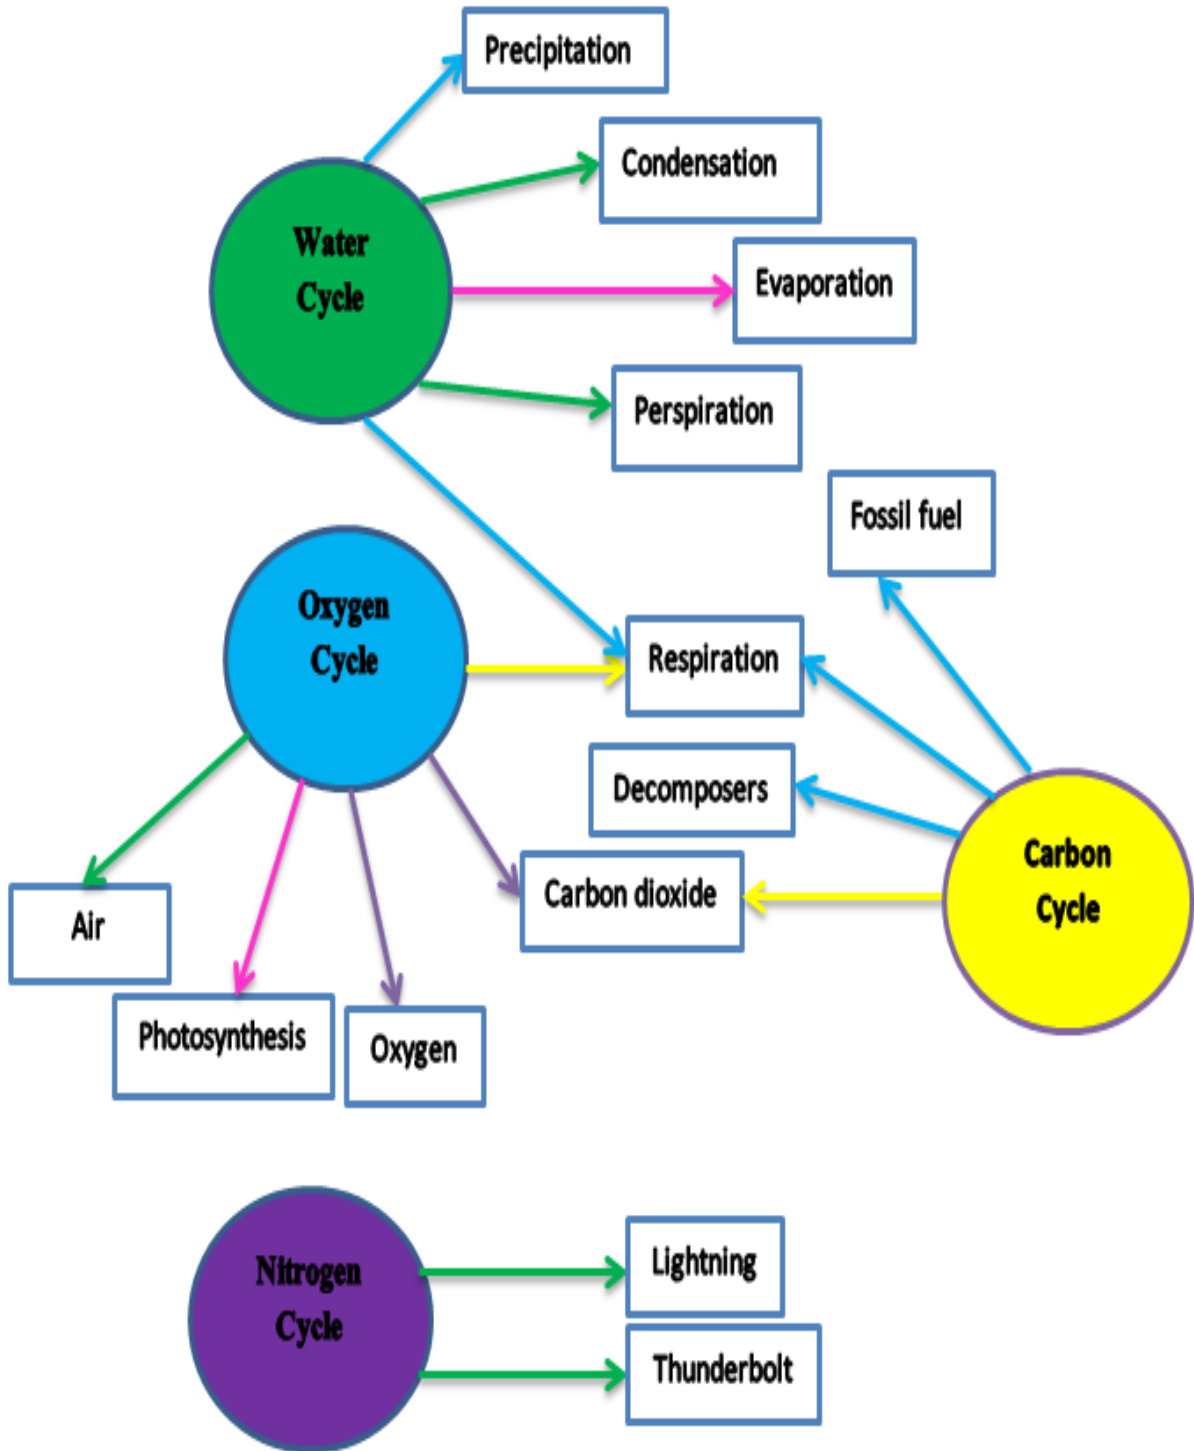 Precipitation
Condensation
Water
Cycle
Evaporation
Perspiration
Fossil fuel
Oxygen
Cycle
Respiration
Decomposers
Carbon
Cycle
Carbon dioxide
Air
Photosynthesis
Oxygen
Nitrogen
Cycle
Lightning
Thunderbolt